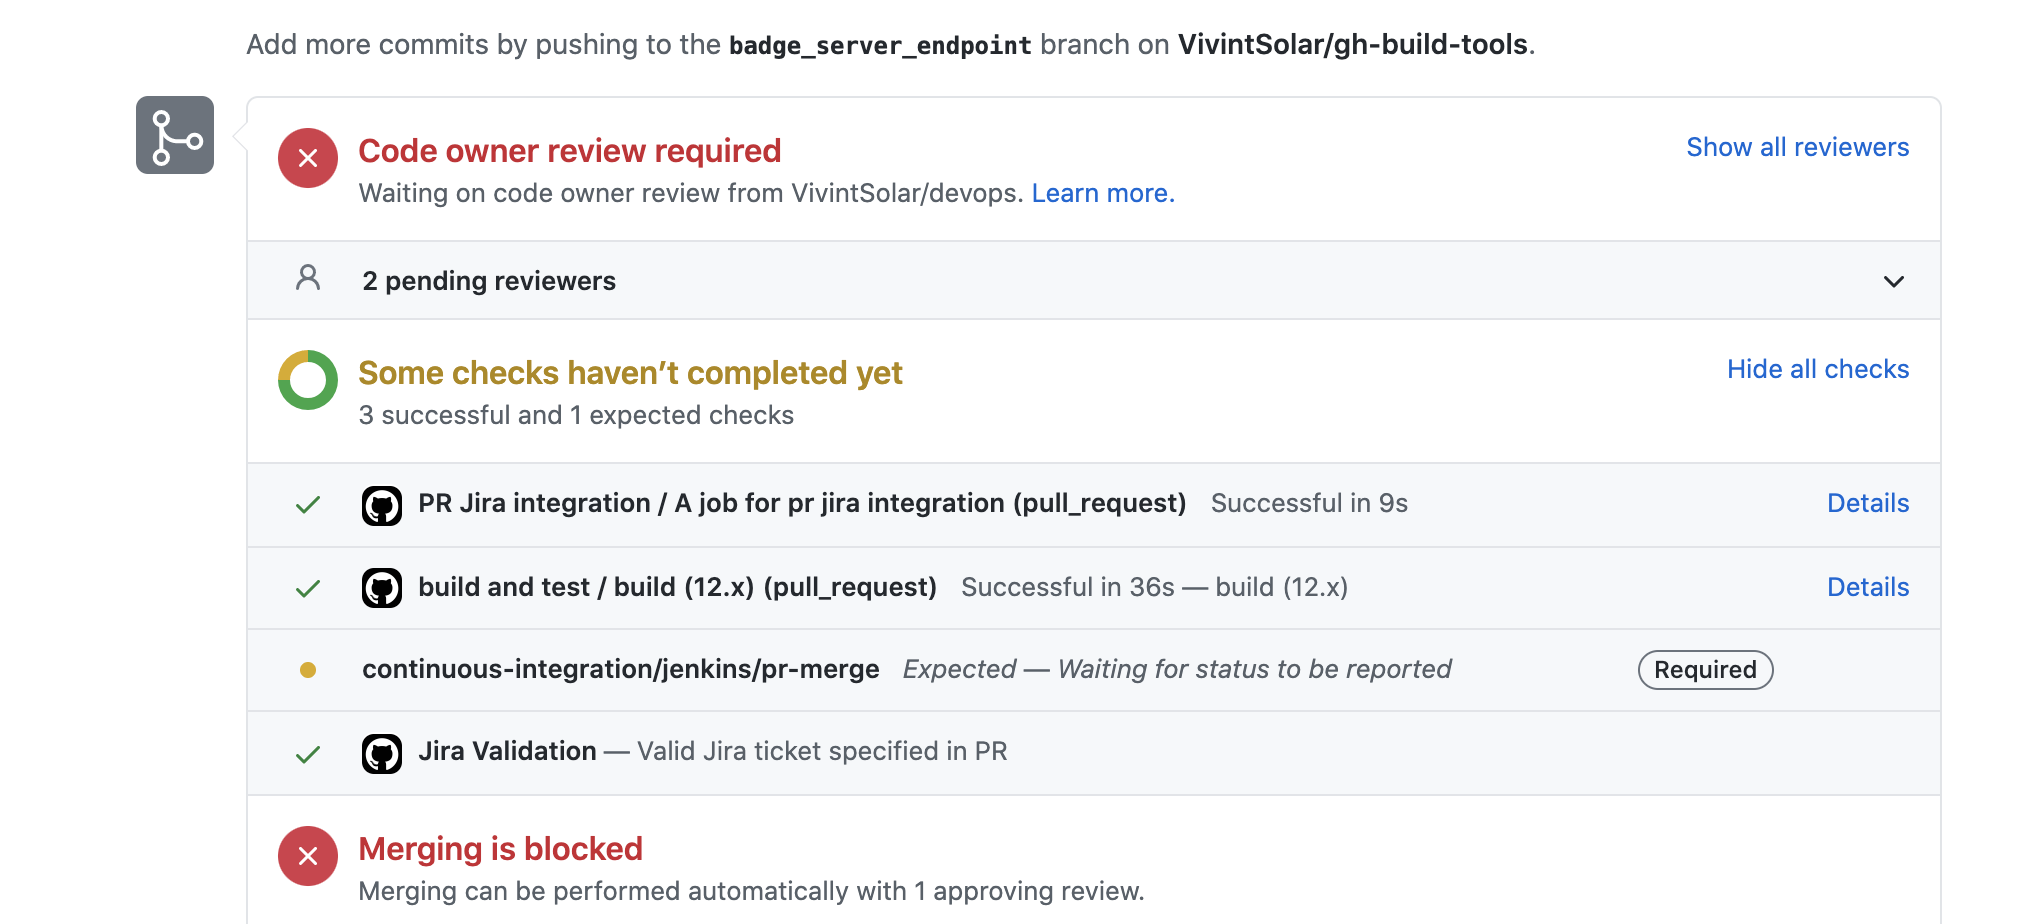 Add more commits by pushing to the badge_server_endpoint branch on VivintSolar/gh-build-tools.
Code owner review required
Show all reviewers
Waiting on code owner review from VivintSolar/devops. Learn more.
2 pending reviewers
Some checks haven’t completed yet
Hide all checks
3 successful and 1 expected checks
PR Jira integration / A job for pr jira integration (pull_request) Successful in 9s Details
build and test / build (12.x) (pull_request) Successful in 36s — build (12.x) Details
continuous-integration/jenkins/pr-merge Expected — Waiting for status to be reported Required
Jira Validation — Valid Jira ticket specified in PR
Merging is blocked
Merging can be performed automatically with 1 approving review.